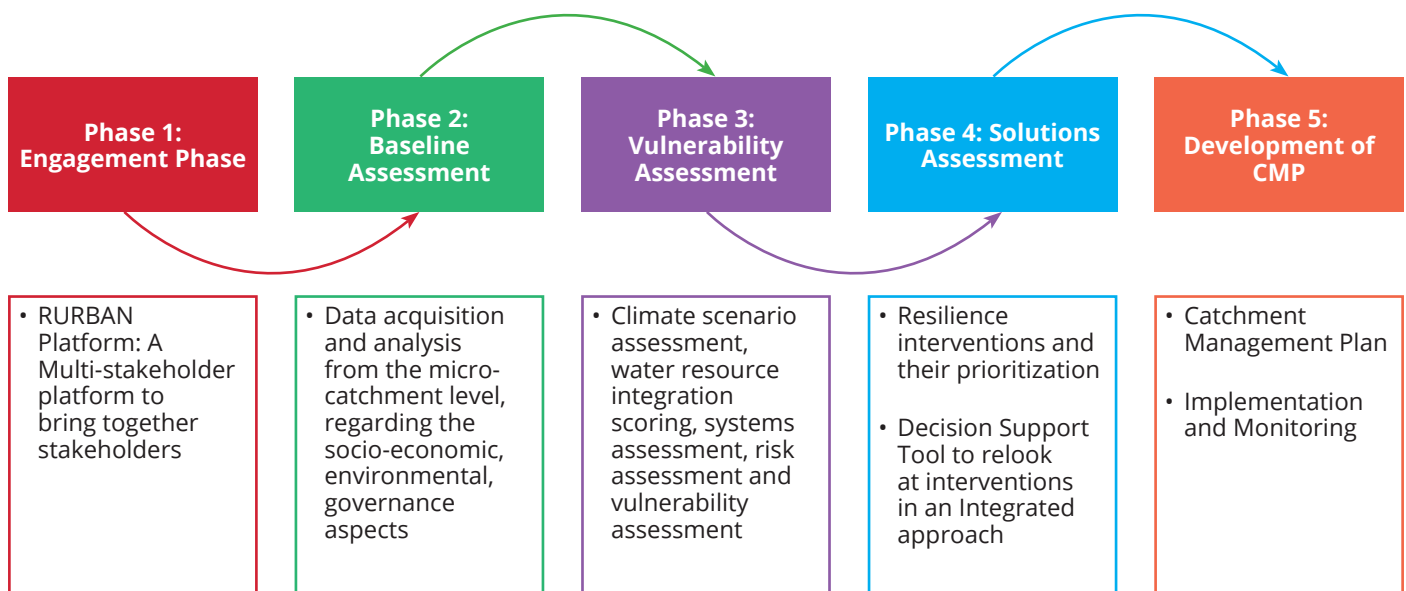 Phase 1:
Engagement Phase
Phase 2:
Baseline
Assessment
Phase 3:
Vulnerability
Assessment
Phase 4: Solutions
Assessment
Phase 5:
Development of
CMP
• RURBAN
Platform: A
Multi-stakeholder
platform to
bring together
stakeholders
• Data acquisition
and analysis
from the micro-
catchment level,
regarding the
socio-economic,
environmental,
governance
aspects
• Climate scenario
assessment,
water resource
integration
scoring, systems
assessment, risk
assessment and
vulnerability
assessment
• Resilience
interventions and
their prioritization
• Decision Support
Tool to relook
at interventions
in an Integrated
approach
• Catchment
Management Plan
• Implementation
and Monitoring